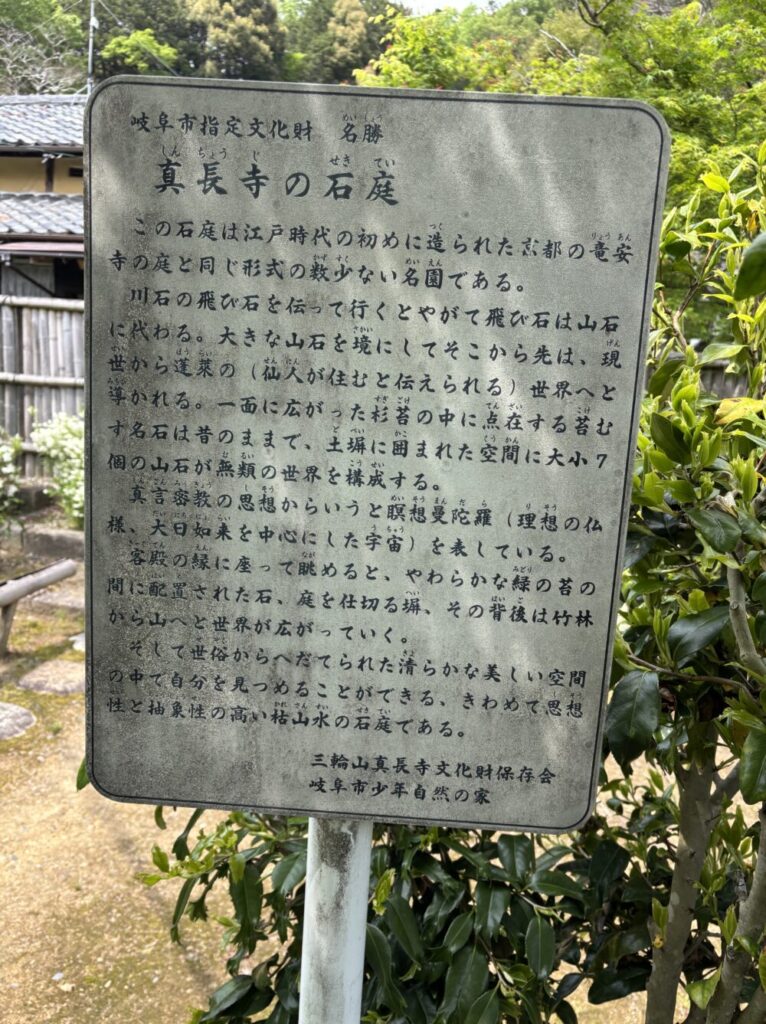 岐阜市指定文化財　名勝
真長寺の石庭
この石庭は江戸時代の初めに造られた京都の竜安
寺の庭と同じ形式の数少ない名園である。
川石の飛び石を伝って行くとやがて飛び石は山石
に代わる。大きな山石を境にしてそこから先は、現
世から蓬莱の（仙人が住むと伝えられる）世界へと
導かれる。一面に広がった杉苔の中に点在する苔む
す名石は昔のままで、土塀に囲まれた空間に大小7
個の山石が無類の世界を構成する。
真言密教の思想からいうと瞑想曼陀羅（理想の仏
様、大日如来を中心にした宇宙）を表している。
客殿の縁に座って眺めると、やわらかな緑の苔の
間に配置された石、庭を仕切る塀、その背後は竹林
から山へと世界が広がっていく。
そして世俗からへだてられた清らかな美しい空間
の中で自分を見つめることができる、きわめて思想
性と抽象性の高い枯山水の石庭である。
三輪山真長寺文化財保存会
岐阜市少年自然の家